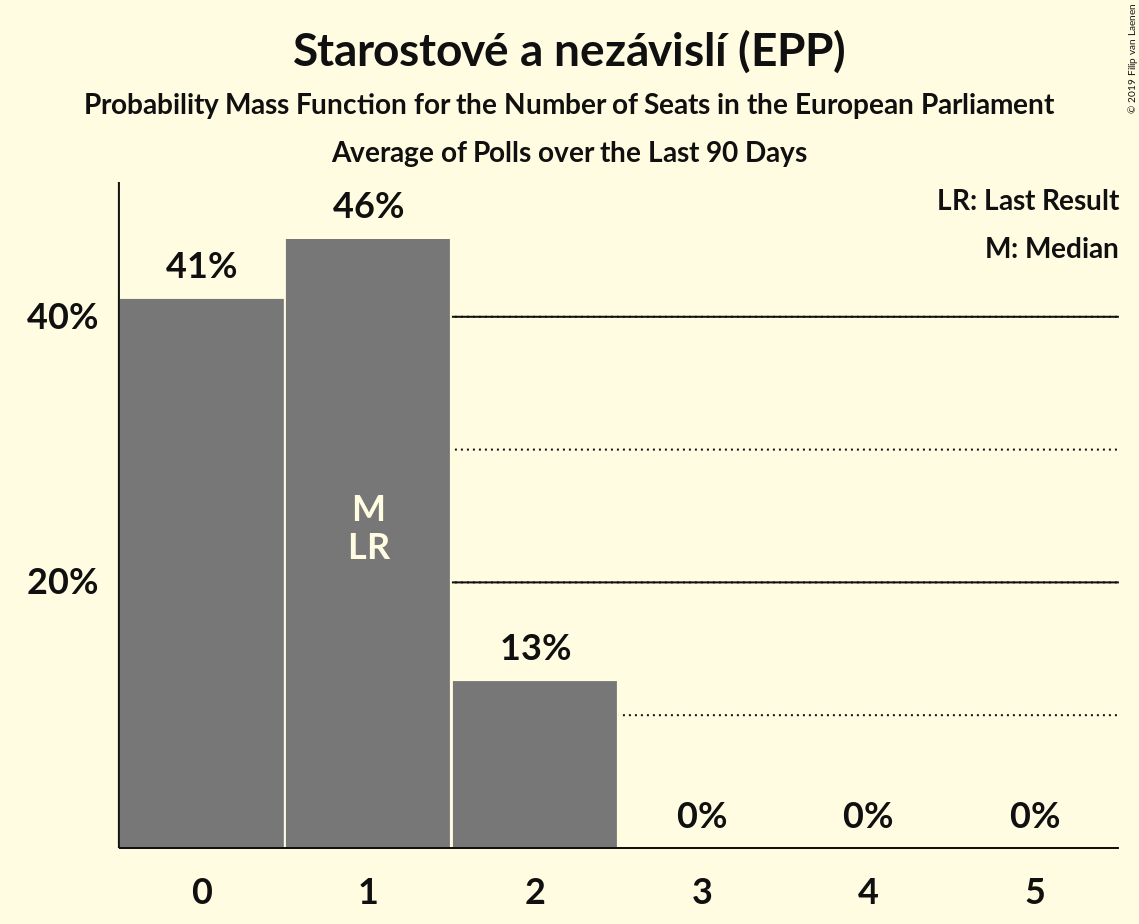 Starostové a nezávislí (EPP)
Probability Mass Function for the Number of Seats in the European Parliament
Average of Polls over the Last 90 Days
© 2019 Filip van Laenen
LR: Last Result
M: Median
46%
41%
40%
M
LR
20%
13%
0%
0%
0%
0
1
2
3
4
5